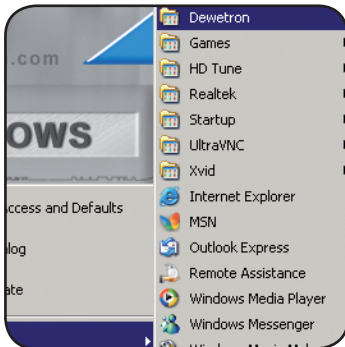 .com
OWS
ccess and Defaults
log
ate
Dewetron
Games
HD Tune
Realtek
Startup
UltraVNC
Xvid
Internet Explorer
MSN
Outlook Express
Remote Assistance
Windows Media Player
Windows Messenger